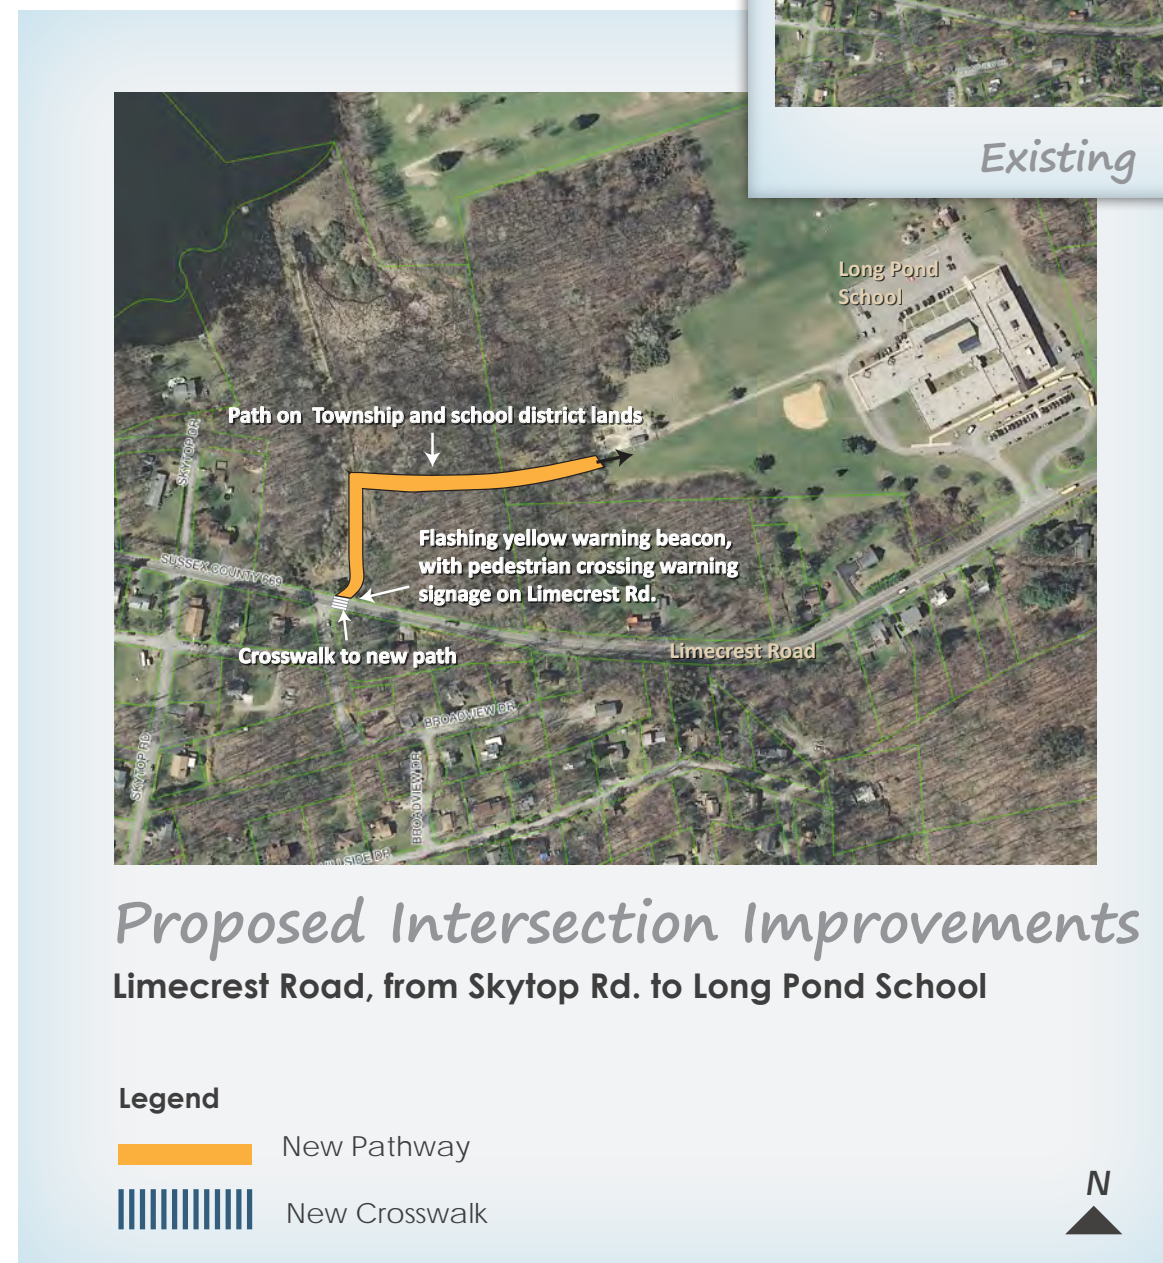 Existing
Long Pond
School
Path on Township and school district lands
SKYTOP DR
Flashing yellow warning beacon,
with pedestrian crossing warning
signage on Limecrest Rd.
SUSSEX COUNTY 669
Crosswalk to new path
Limecrest Road
BROADVIEW DR
SKYTOP RD
BROADVIEW DR
LLSIDE DR
Proposed Intersection Improvements
Limecrest Road, from Skytop Rd. to Long Pond School
Legend
New Pathway
New Crosswalk
N